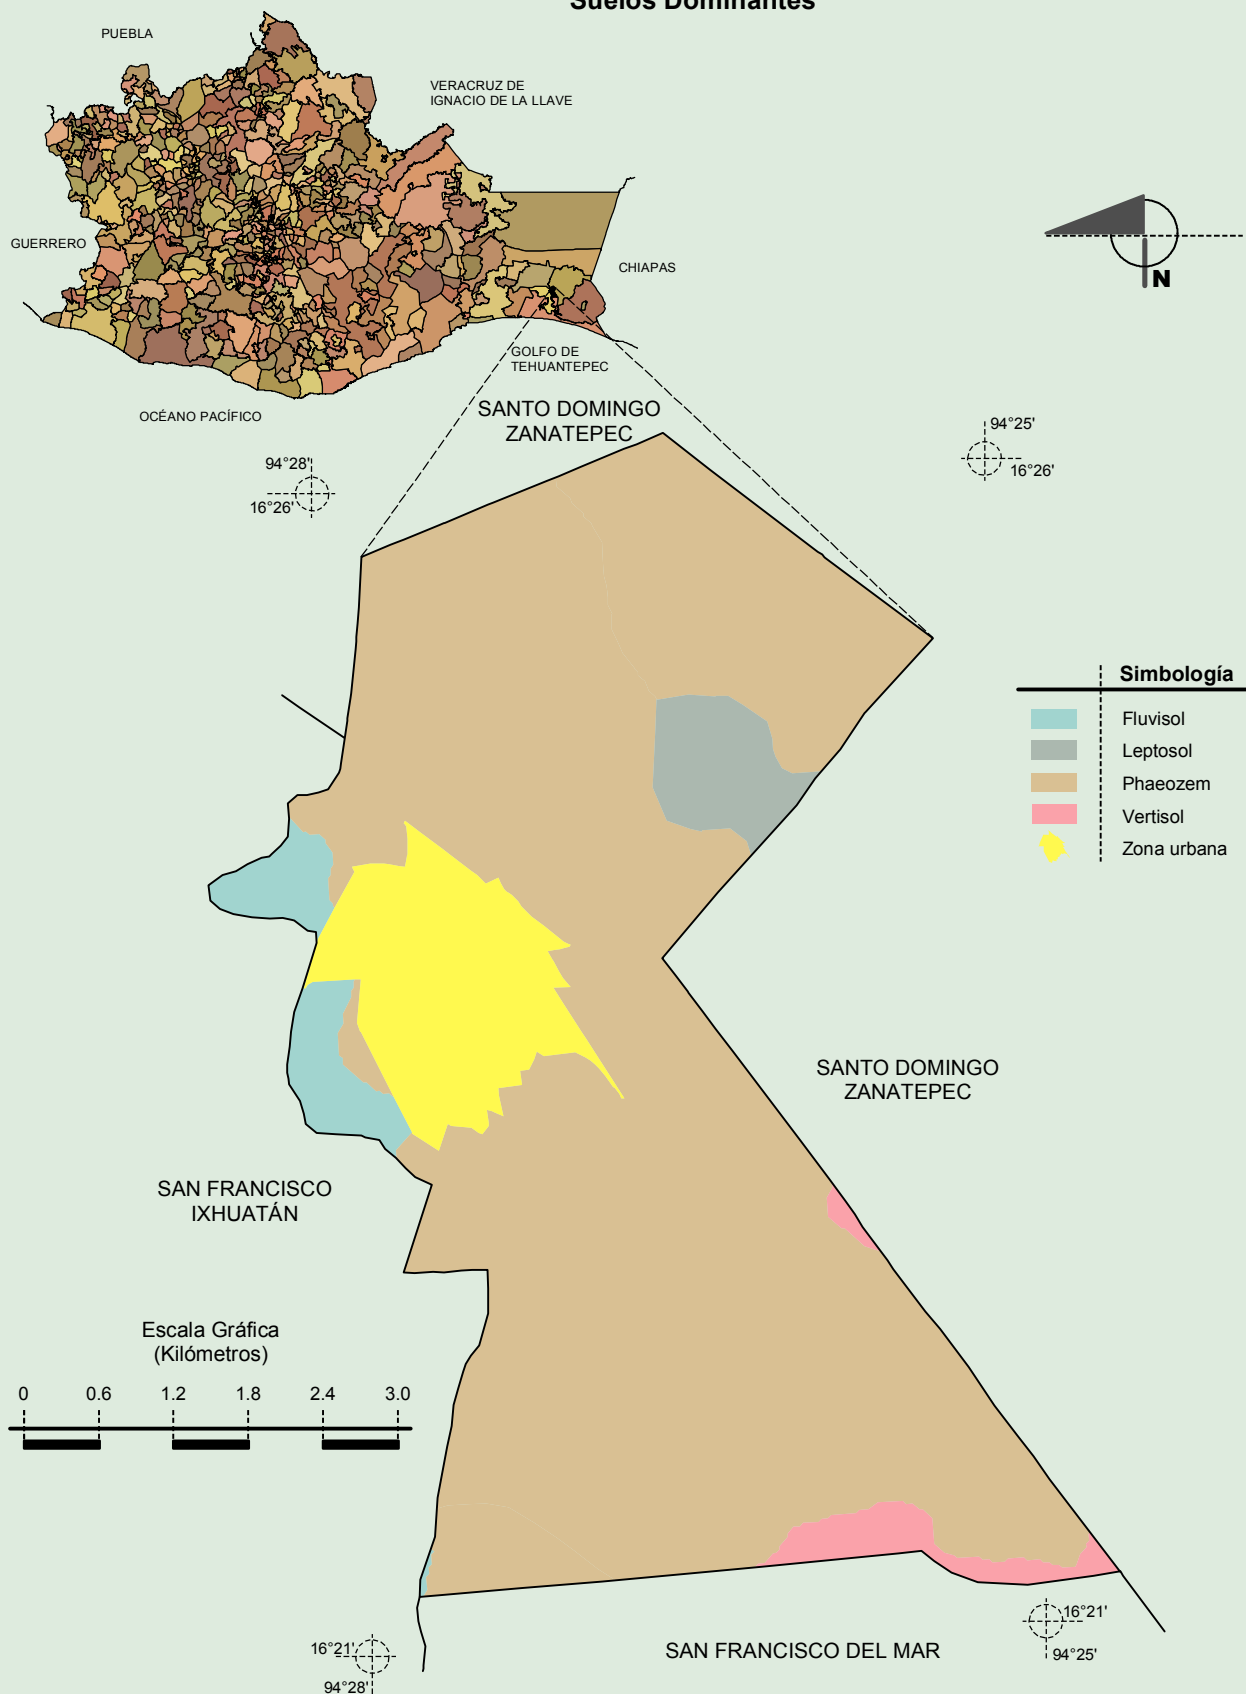 Suelos Dominantes
PUEBLA
VERACRUZ DE
IGNACIO DE LA LLAVE
GUERRERO
CHIAPAS
N
GOLFO DE
TEHUANTEPEC
OCÉANO PACÍFICO
SANTO DOMINGO
ZANATEPEC
94°28'
16°26'
94°25'
16°26'
Simbología
Fluvisol
Leptosol
Phaeozem
Vertisol
Zona urbana
SANTO DOMINGO
ZANATEPEC
SAN FRANCISCO
IXHUATÁN
Escala Gráfica
(Kilómetros)
0 0.6 1.2 1.8 2.4 3.0
16°21'
94°28'
SAN FRANCISCO DEL MAR
16°21'
94°25'